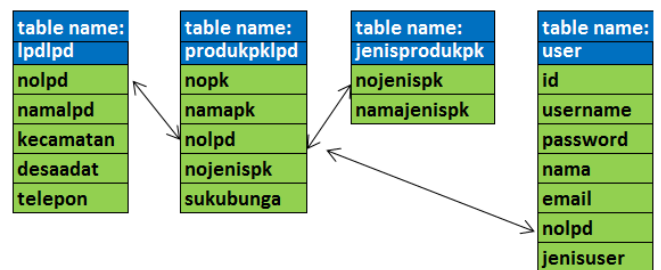 table name:
lpdlpd
nolpd
namalpd
kecamatan
desaadat
telepon
table name:
produkpklpd
nopk
namapk
nolpd
nojenispk
sukubunga
table name:
jenisprodukpk
nojenispk
namajenispk
table name:
user
id
username
password
nama
email
nolpd
jenisuser